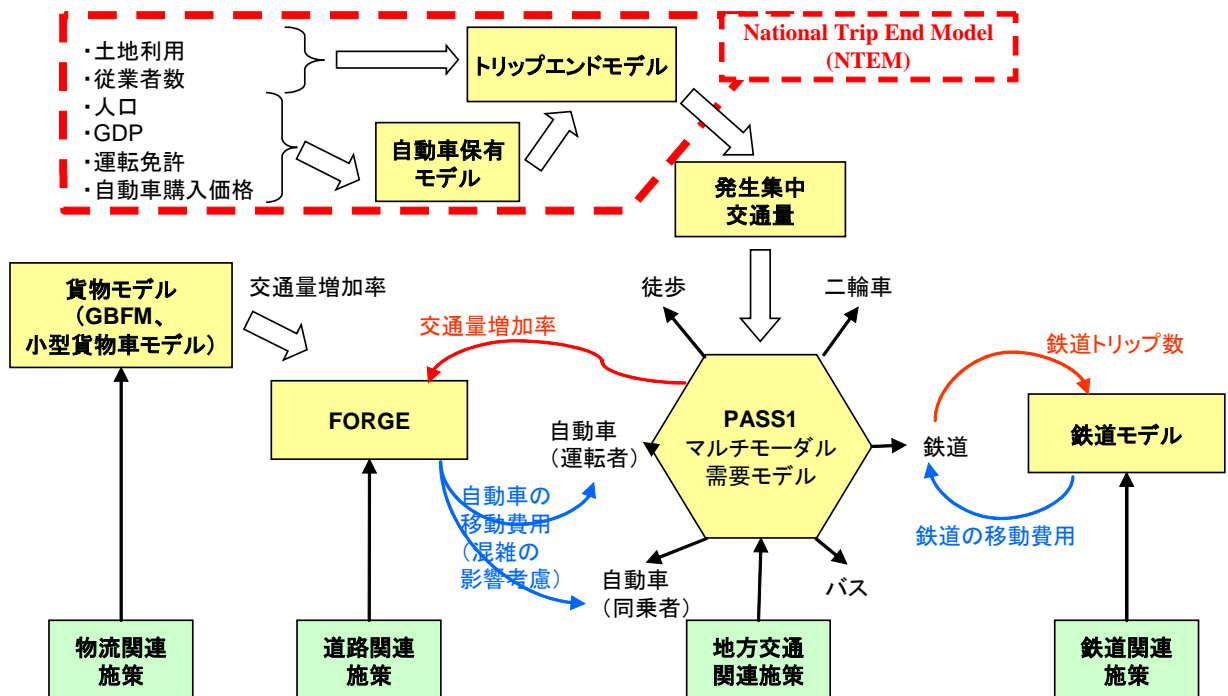 ・土地利用
・従業者数
・人口
・GDP
・運転免許
・自動車購入価格
トリップエンドモデル
自動車保有
モデル
National Trip End Model
(NTEM)
発生集中
交通量
貨物モデル
（GBFM、
小型貨物車モデル）
交通量増加率
交通量増加率
徒歩
二輪車
鉄道トリップ数
FORGE
自動車
（運転者）
PASS1
マルチモーダル
需要モデル
鉄道
鉄道モデル
自動車の
移動費用
（混雑の
影響考慮）
鉄道の移動費用
自動車
（同乗者）
バス
物流関連
施策
道路関連
施策
地方交通
関連施策
鉄道関連
施策